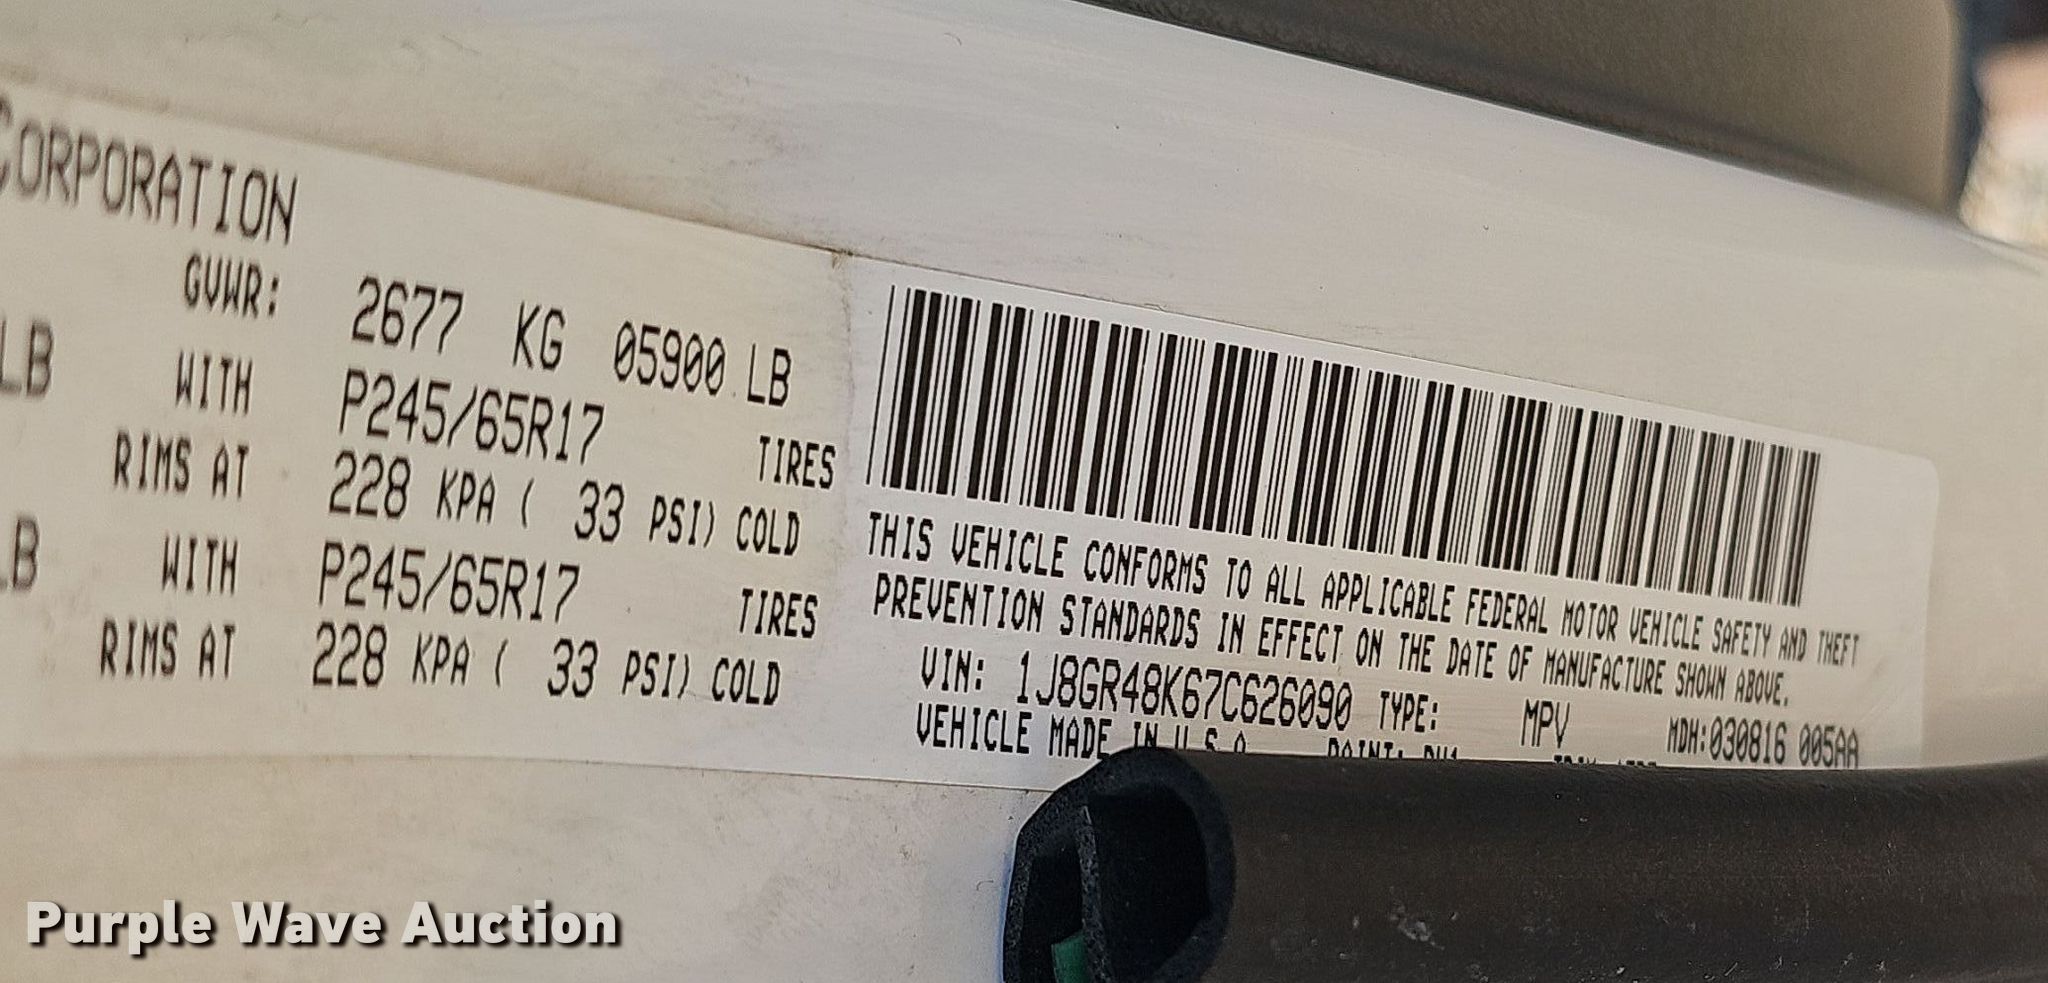 CORPORATION
GVWR: 2677 KG 05900 LB
LB WITH P245/65R17 TIRES
RIMS AT 228 KPA ( 33 PSI) COLD
LB WITH P245/65R17 TIRES
RIMS AT 228 KPA ( 33 PSI) COLD
THIS VEHICLE CONFORMS TO ALL APPLICABLE FEDERAL MOTOR VEHICLE SAFETY AND THEFT
PREVENTION STANDARDS IN EFFECT ON THE DATE OF MANUFACTURE SHOWN ABOVE.
VIN: 1J8GR48K67C626090 TYPE: MPV MDH:030816 005AA
VEHICLE MADE IN U.S.A. PAINT: PW1
Purple Wave Auction